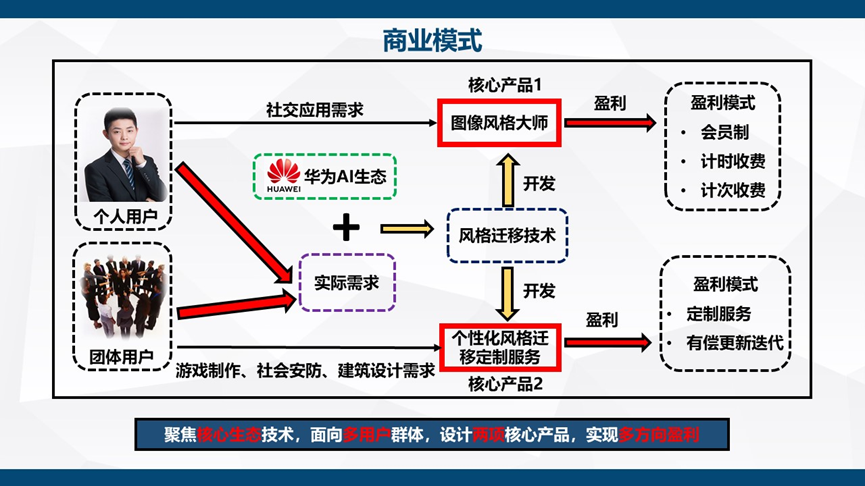 商业模式
核心产品1
社交应用需求
图像风格大师
盈利
盈利模式
• 会员制
• 计时收费
• 计次收费
个人用户
HUAWEI
华为AI生态
开发
+
风格迁移技术
实际需求
开发
团体用户
游戏制作、社会安防、建筑设计需求
个性化风格迁
移定制服务
核心产品2
盈利
盈利模式
• 定制服务
• 有偿更新迭代
聚焦核心生态技术，面向多用户群体，设计两项核心产品，实现多方向盈利